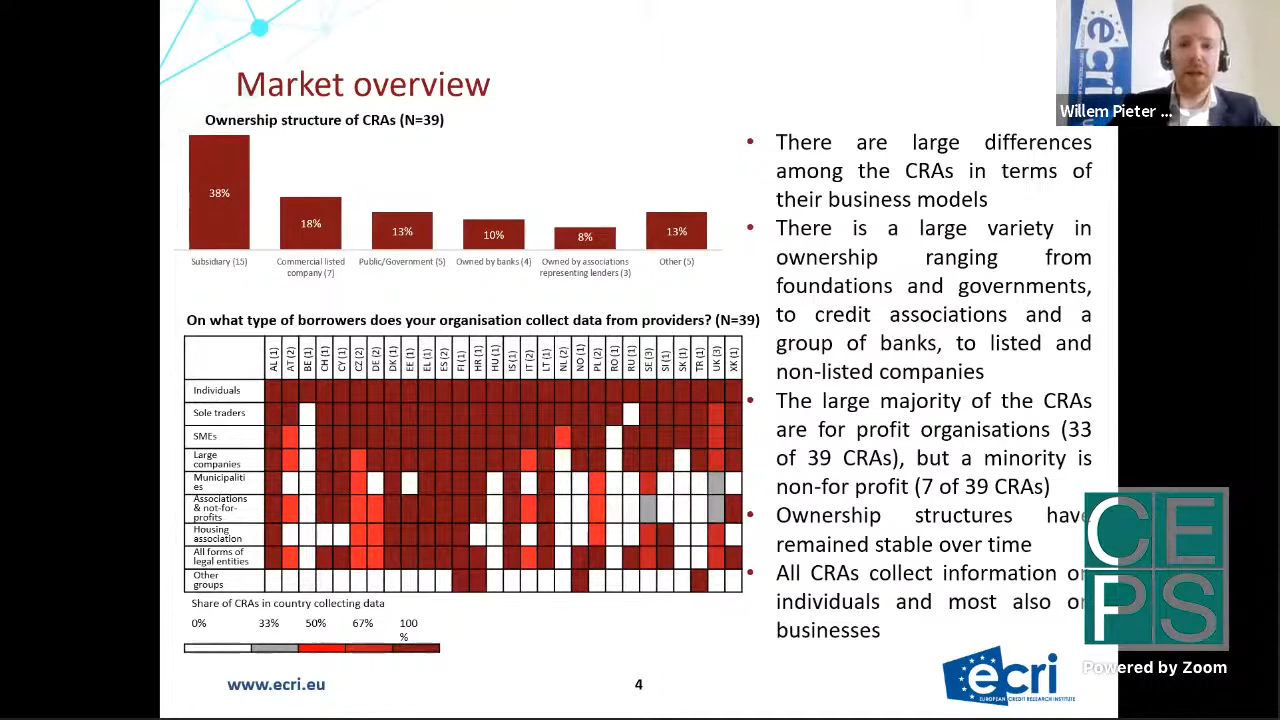 Market overview
Ownership structure of CRAs (N=39)
38%
18%
13%
10%
8%
13%
Subsidiary (15)
Commercial listed
company (7)
Public/Government (5)
Owned by banks (4)
Owned by associations
representing lenders (3)
Other (5)
On what type of borrowers does your organisation collect data from providers? (N=39)
AL (1)
AT (2)
BE (1)
CH (1)
CY (1)
CZ (2)
DE (2)
DK (1)
EE (1)
EL (1)
ES (2)
FI (1)
HR (1)
HU (1)
IS (1)
IT (2)
LT (1)
NL (2)
NO (1)
PL (2)
RO (1)
RU (1)
SE (3)
SI (1)
SK (1)
TR (1)
UK (3)
XK (1)
Individuals
Sole traders
SMEs
Large
companies
Municipaliti
es
Associations
& not-for-
profits
Housing
association
All forms of
legal entities
Other
groups
Share of CRAs in country collecting data
0%
33%
50%
67%
100
%
www.ecri.eu
4
• There are large differences
among the CRAs in terms of
their business models
• There is a large variety in
ownership ranging from
foundations and governments,
to credit associations and a
group of banks, to listed and
non-listed companies
• The large majority of the CRAs
are for profit organisations (33
of 39 CRAs), but a minority is
non-for profit (7 of 39 CRAs)
• Ownership structures have
remained stable over time
• All CRAs collect information on
individuals and most also on
businesses
ecri
EUROPEAN CREDIT RESEARCH INSTITUTE
ecri
Willem Pieter ...
CE
PS
Powered by Zoom